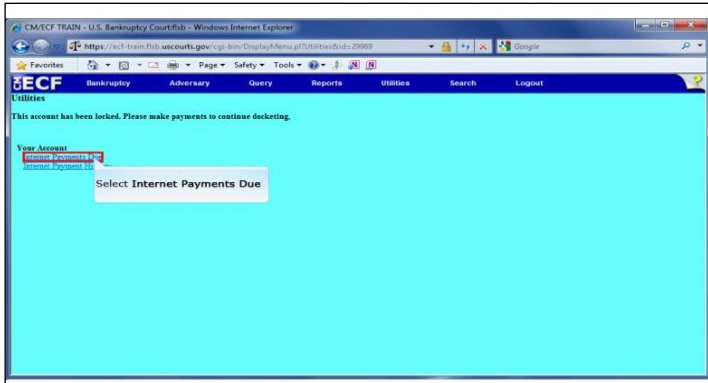 CM/ECF TRAIN - U.S. Bankruptcy Court:flsb - Windows Internet Explorer
https://ecf-train.flsb.uscourts.gov/cgi-bin/DisplayMenu.pl?Utilities&id=29969
Google
Favorites Page Safety Tools
ECF Bankruptcy Adversary Query Reports Utilities Search Logout ?
Utilities
This account has been locked. Please make payments to continue docketing.
Your Account
Internet Payments Due
Internet Payment
Select Internet Payments Due